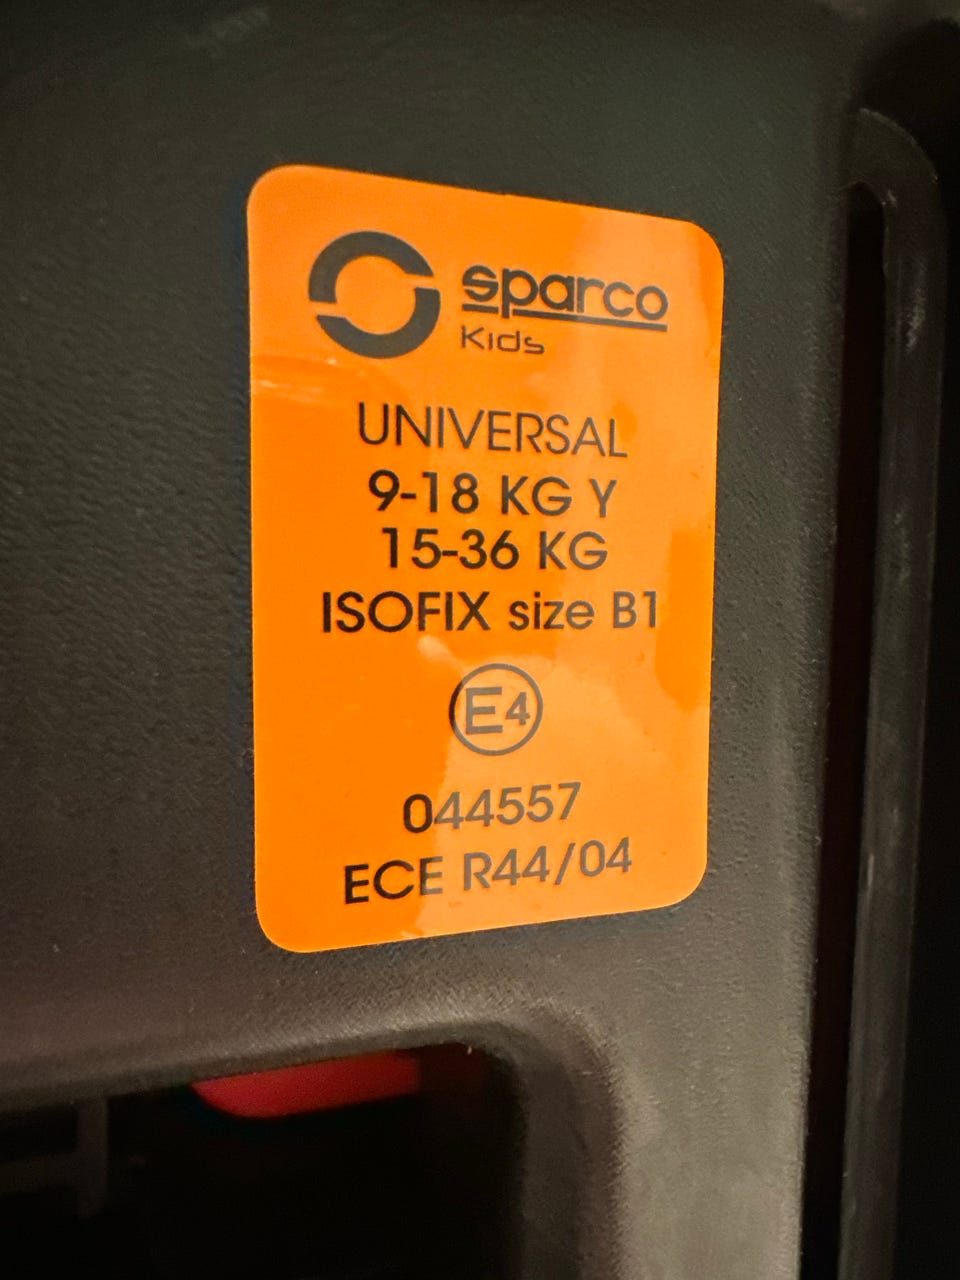 sparco
Kids
UNIVERSAL
9-18 KG Y
15-36 KG
ISOFIX size B1
E4
044557
ECE R44/04